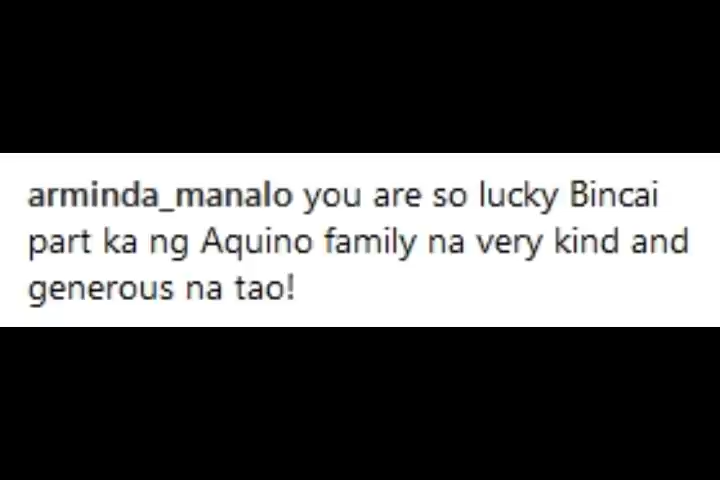 arminda_manalo you are so lucky Bincai
part ka ng Aquino family na very kind and
generous na tao!